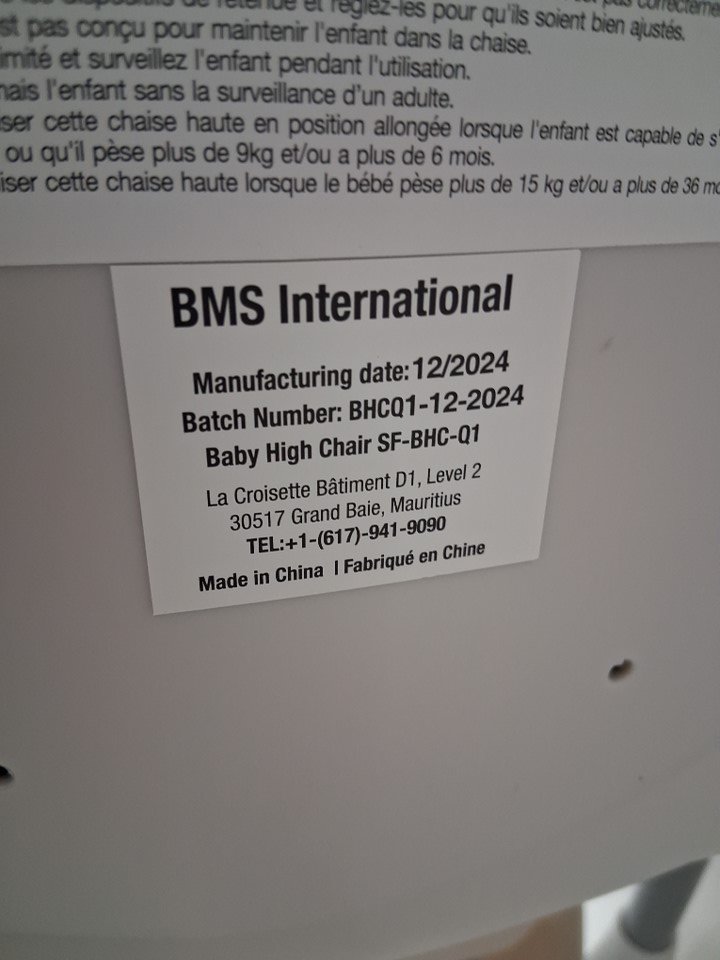 de retenue et réglez-les pour qu'ils soient bien ajustés.
st pas conçu pour maintenir l'enfant dans la chaise.
imité et surveillez l'enfant pendant l'utilisation.
mais l'enfant sans la surveillance d'un adulte.
iser cette chaise haute en position allongée lorsque l'enfant est capable de s'
ou qu'il pèse plus de 9kg et/ou a plus de 6 mois.
iser cette chaise haute lorsque le bébé pèse plus de 15 kg et/ou a plus de 36 mo
BMS International
Manufacturing date:12/2024
Batch Number: BHCQ1-12-2024
Baby High Chair SF-BHC-Q1
La Croisette Bâtiment D1, Level 2
30517 Grand Baie, Mauritius
TEL:+1-(617)-941-9090
Made in China | Fabriqué en Chine